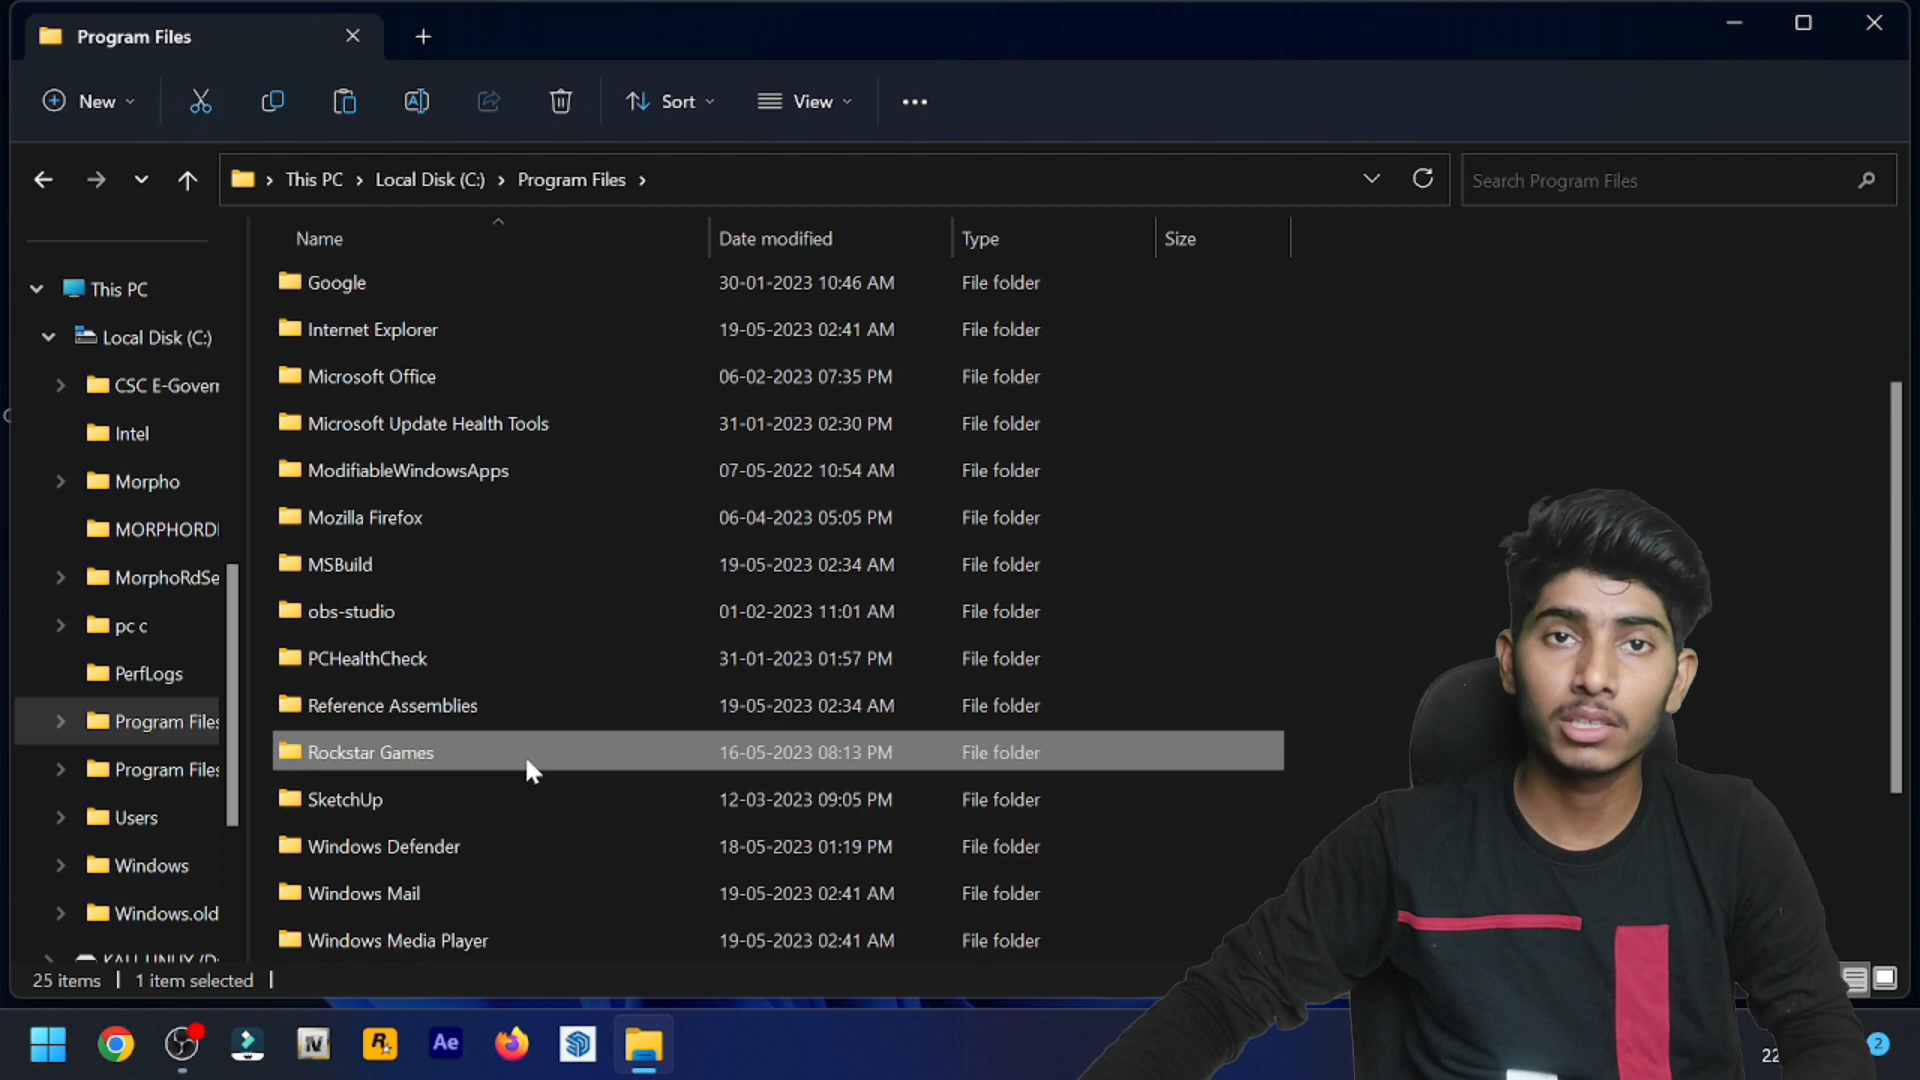 Program Files
New
Sort
View
This PC > Local Disk (C:) > Program Files >
Search Program Files
Name Date modified Type Size
This PC
Local Disk (C:)
CSC E-Govern
Intel
Morpho
MORPHORD
MorphoRdSe
pc c
PerfLogs
Program Files
Program Files
Users
Windows
Windows.old
KALI LINUX (D:
Google 30-01-2023 10:46 AM File folder
Internet Explorer 19-05-2023 02:41 AM File folder
Microsoft Office 06-02-2023 07:35 PM File folder
Microsoft Update Health Tools 31-01-2023 02:30 PM File folder
ModifiableWindowsApps 07-05-2022 10:54 AM File folder
Mozilla Firefox 06-04-2023 05:05 PM File folder
MSBuild 19-05-2023 02:34 AM File folder
obs-studio 01-02-2023 11:01 AM File folder
PCHealthCheck 31-01-2023 01:57 PM File folder
Reference Assemblies 19-05-2023 02:34 AM File folder
Rockstar Games 16-05-2023 08:13 PM File folder
SketchUp 12-03-2023 09:05 PM File folder
Windows Defender 18-05-2023 01:19 PM File folder
Windows Mail 19-05-2023 02:41 AM File folder
Windows Media Player 19-05-2023 02:41 AM File folder
25 items | 1 item selected |
IV R Ae 22 2